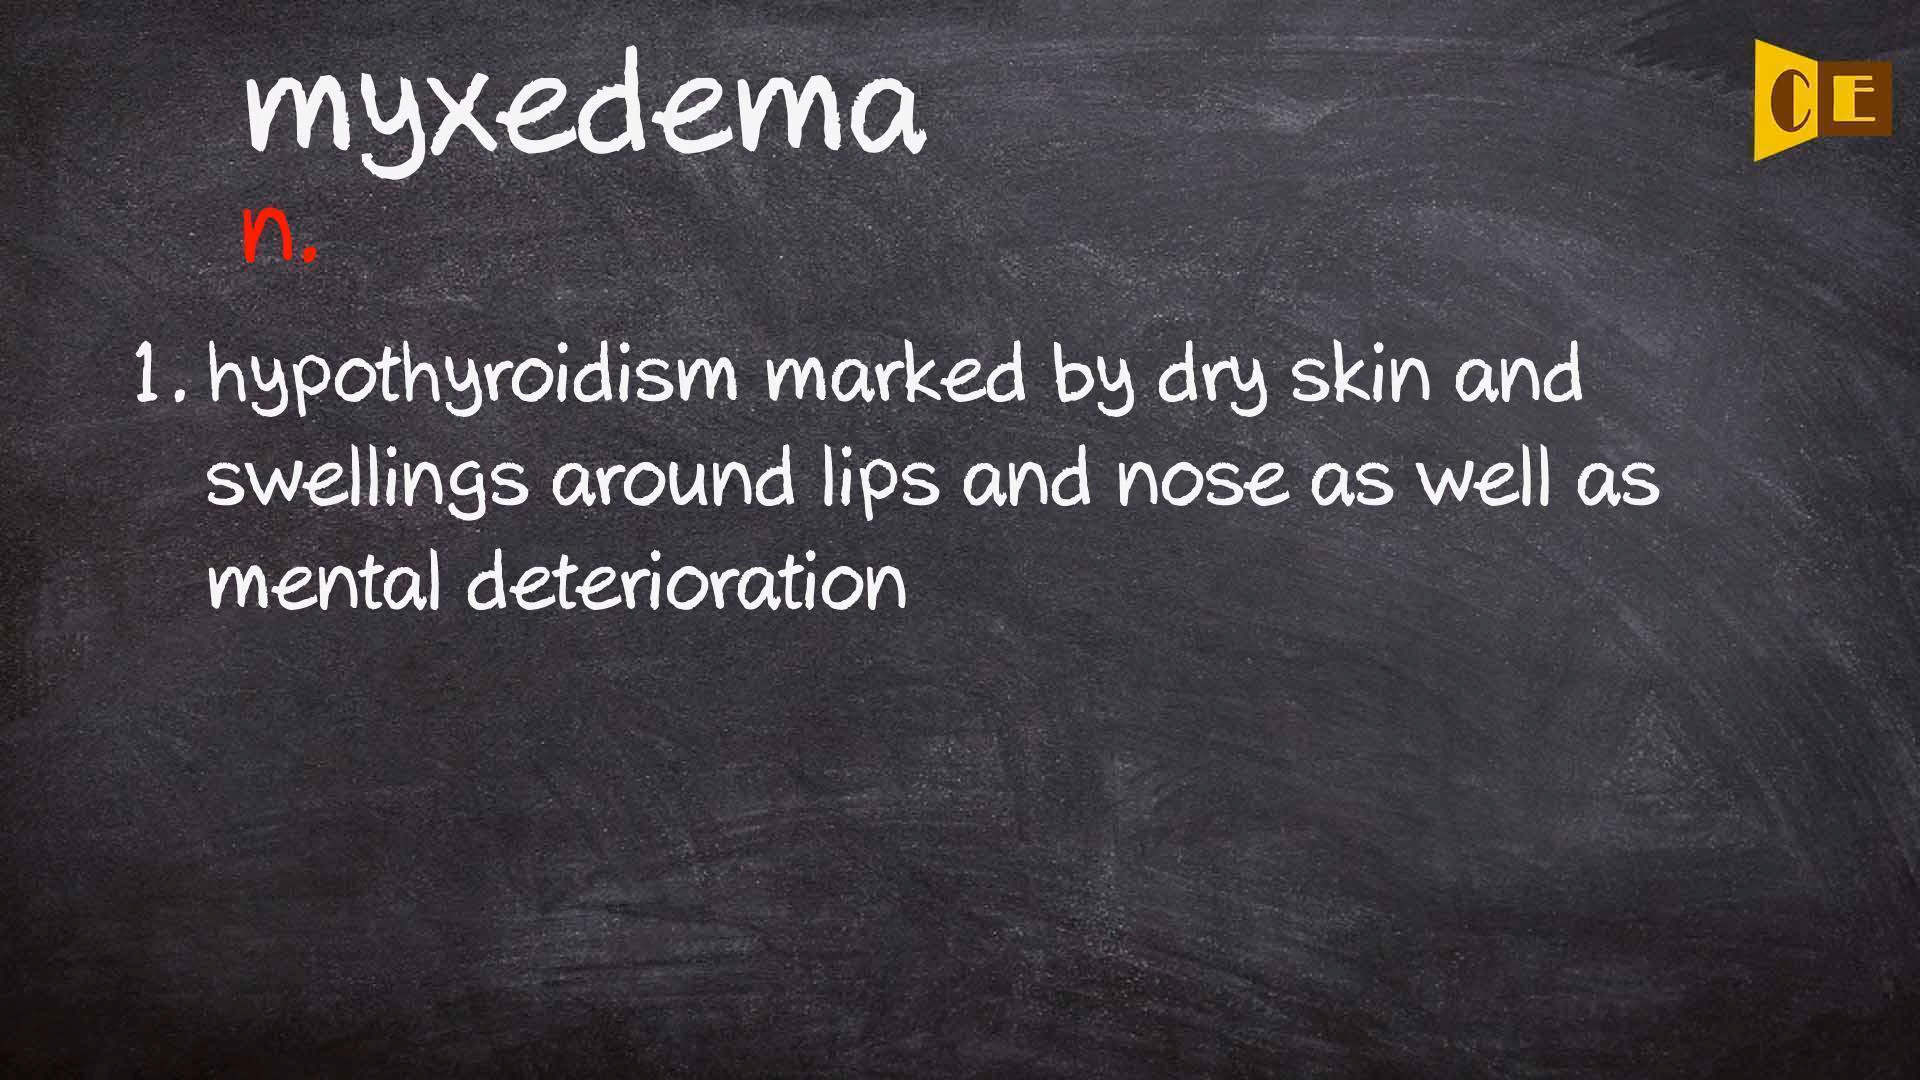 myxedema
CE
n.
1. hypothyroidism marked by dry skin and
swellings around lips and nose as well as
mental deterioration